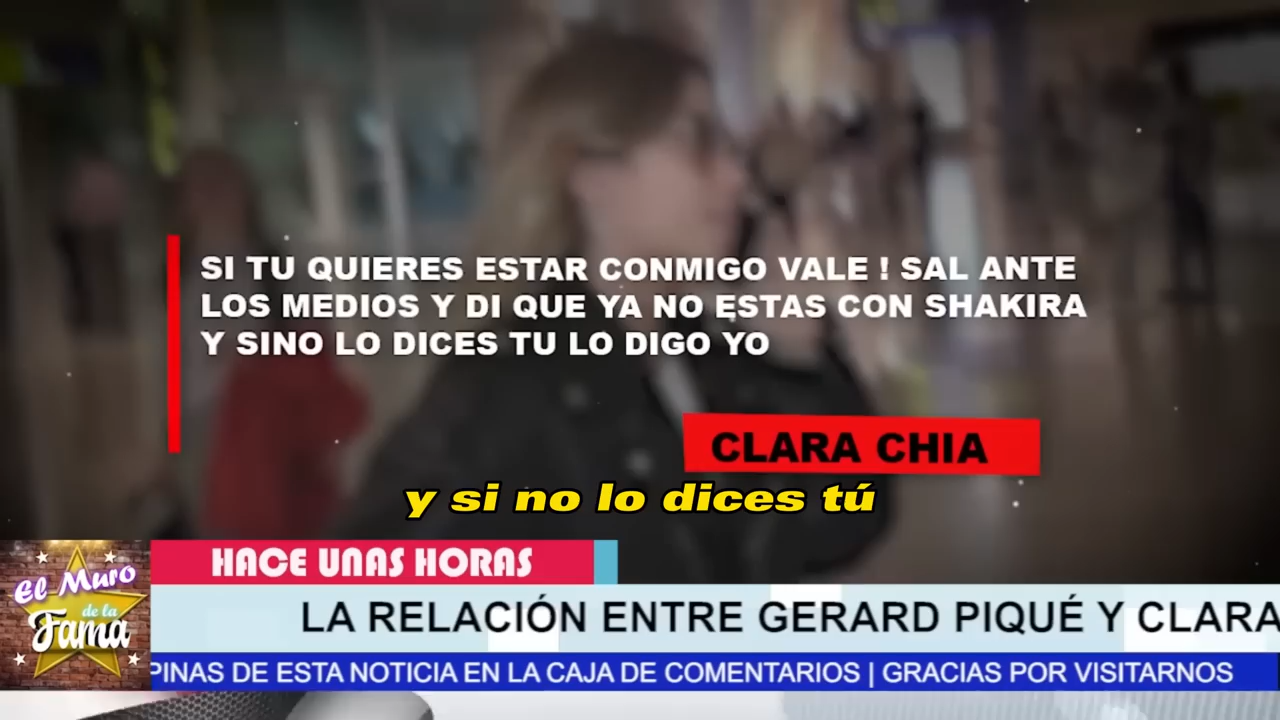 SI TU QUIERES ESTAR CONMIGO VALE ! SAL ANTE
LOS MEDIOS Y DI QUE YA NO ESTAS CON SHAKIRA
Y SINO LO DICES TU LO DIGO YO
CLARA CHIA
y si no lo dices tú
HACE UNAS HORAS
El Muro
de la
Fama
LA RELACIÓN ENTRE GERARD PIQUÉ Y CLARA
PINAS DE ESTA NOTICIA EN LA CAJA DE COMENTARIOS | GRACIAS POR VISITARNOS